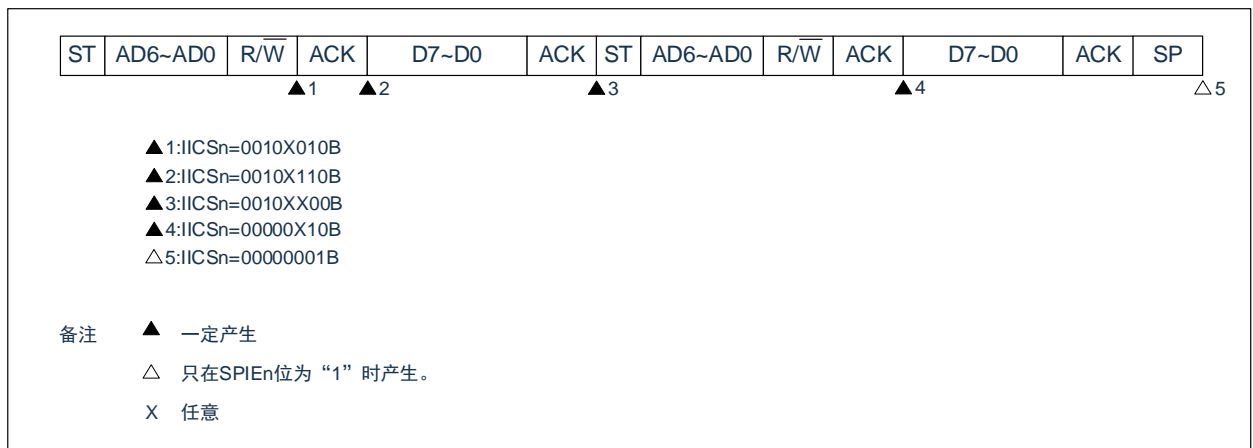 ST AD6~AD0 R/W̅ ACK D7~D0 ACK ST AD6~AD0 R/W̅ ACK D7~D0 ACK SP
▲1 ▲2 ▲3 ▲4 △5
▲1:IICSn=0010X010B
▲2:IICSn=0010X110B
▲3:IICSn=0010XX00B
▲4:IICSn=00000X10B
△5:IICSn=00000001B
备注 ▲ 一定产生
△ 只在SPIEn位为“1”时产生。
X 任意